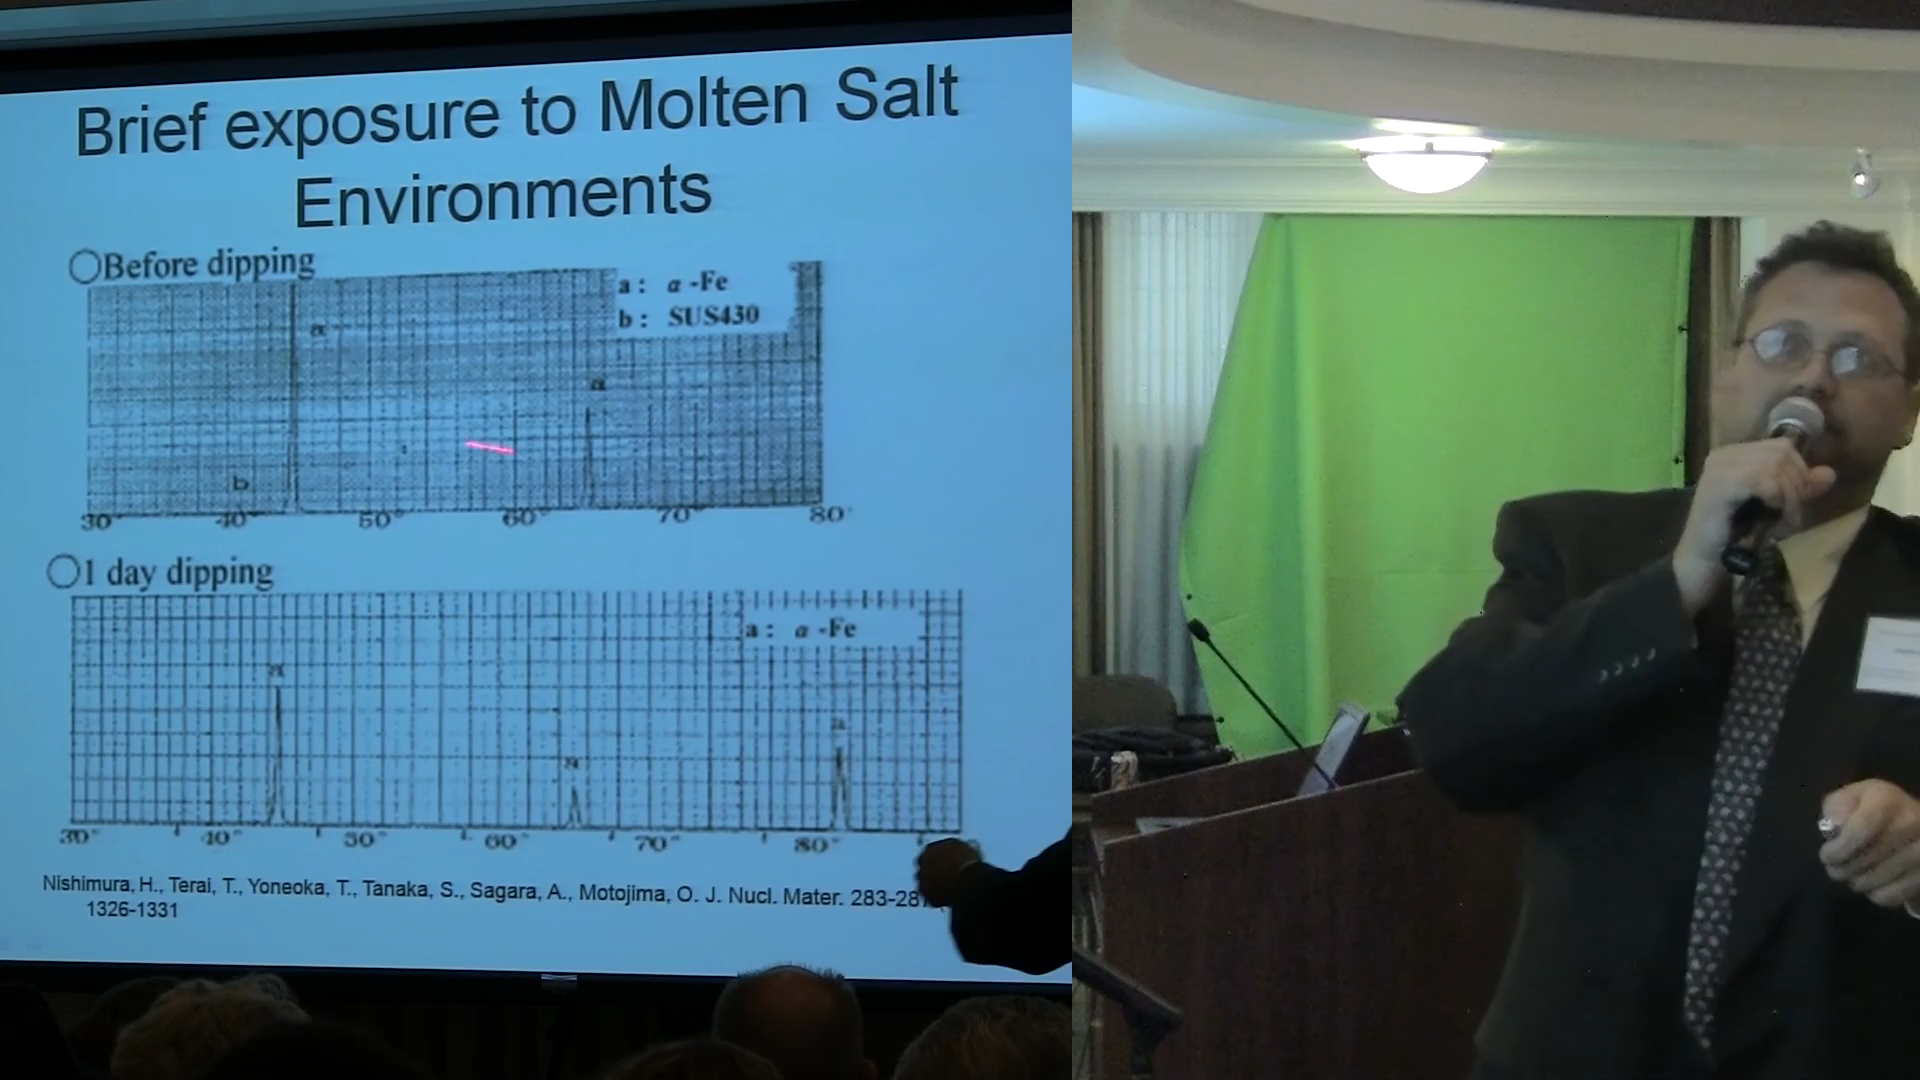 Brief exposure to Molten Salt
Environments
Before dipping
a : α -Fe
b : SUS430
a
a
b
30° 40° 50° 60° 70° 80°
1 day dipping
a : α -Fe
a
a
a
30° 40° 50° 60° 70° 80°
Nishimura, H., Terai, T., Yoneoka, T., Tanaka, S., Sagara, A., Motojima, O. J. Nucl. Mater. 283-28
1326-1331